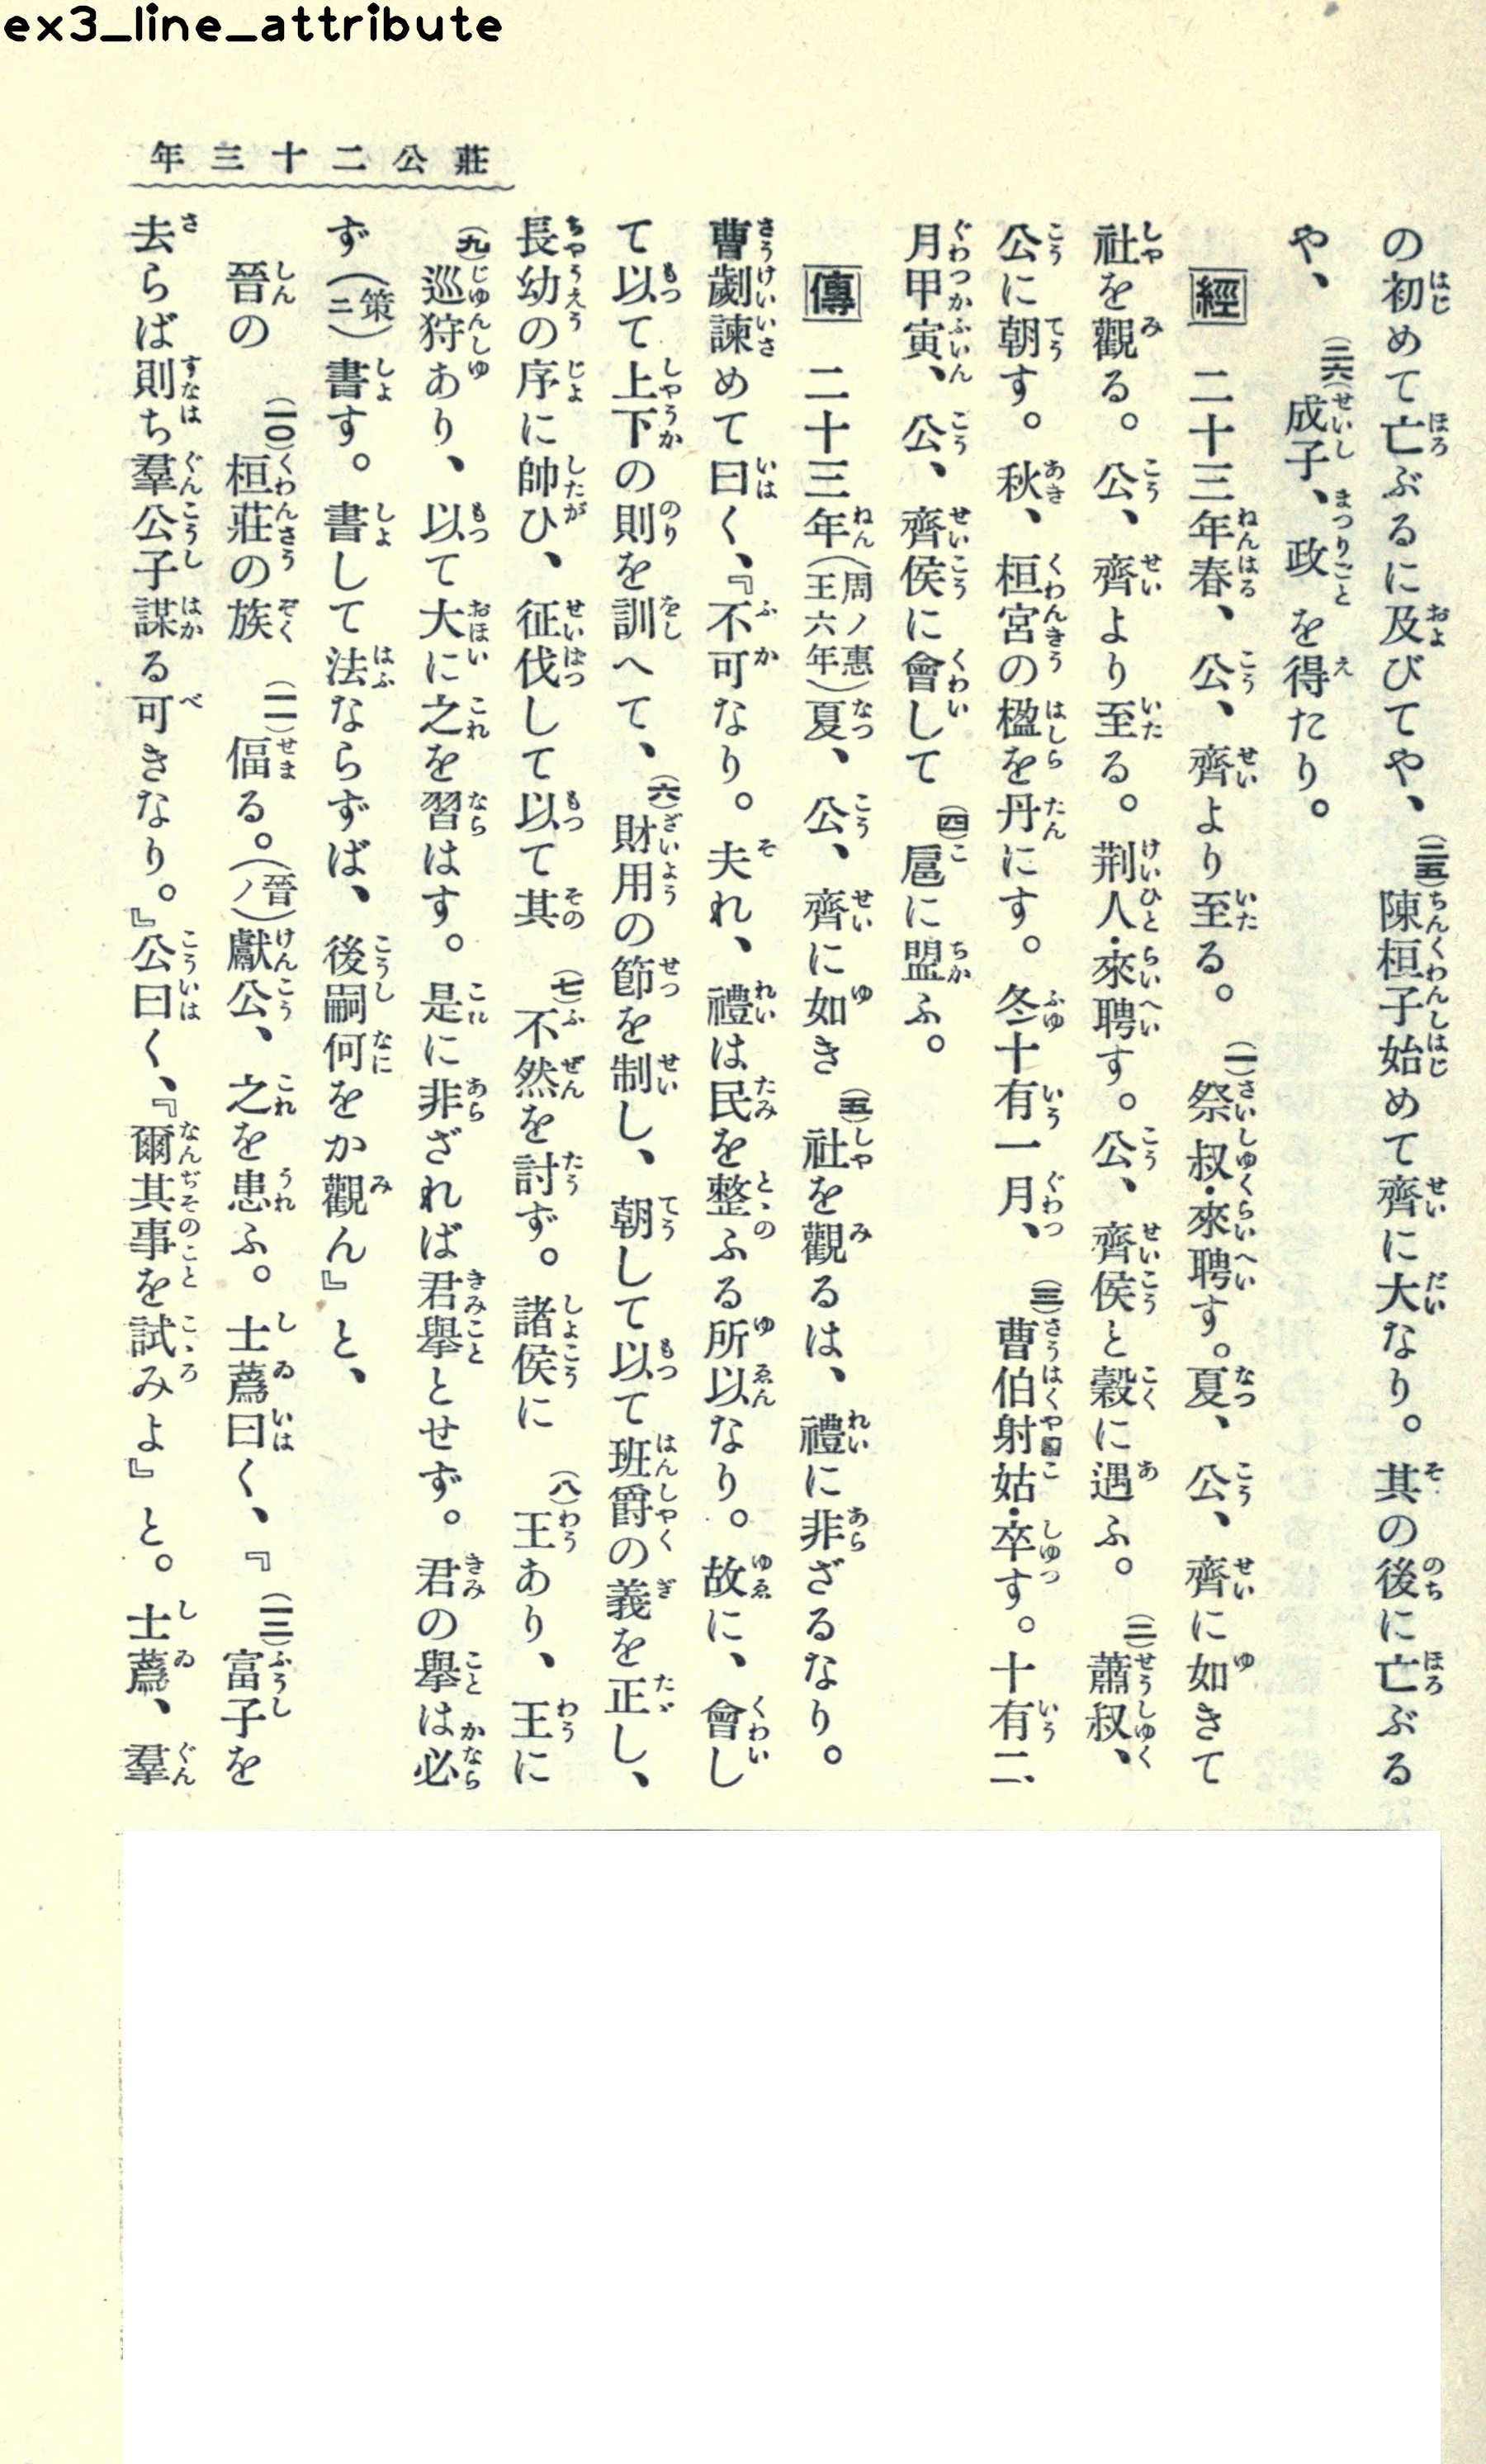 ex3_line_attribute
莊公二十三年
の初めて亡ぶるに及びてや、(二五)陳桓子始めて齊に大なり。其の後に亡ぶる
や、(二六)成子、政を得たり。
經 二十三年春、公、齊より至る。(一)祭叔・來聘す。夏、公、齊に如きて
社を觀る。公、齊より至る。荆人・來聘す。公、齊侯と穀に遇ふ。(二)蕭叔、
公に朝す。秋、桓宮の楹を丹にす。冬十有一月、(三)曹伯射姑・卒す。十有二
月甲寅、公、齊侯に會して(四)扈に盟ふ。
傳 二十三年(周ノ惠王六年)夏、公、齊に如き(五)社を觀るは、禮に非ざるなり。
曹劌諫めて曰く、『不可なり。夫れ、禮は民を整ふる所以なり。故に、會し
て以て上下の則を訓へて、(六)財用の節を制し、朝して以て班爵の義を正し、
長幼の序に帥ひ、征伐して以て其(七)不然を討ず。諸侯に(八)王あり、王に
(九)巡狩あり、以て大に之を習はす。是に非ざれば君擧とせず。君の擧は必
ず(策ニ)書す。書して法ならずば、後嗣何をか觀ん』と、
晉の(一〇)桓莊の族(一一)偪る。(晉ノ)獻公、之を患ふ。士蔿曰く、『(一二)富子を
去らば則ち羣公子謀る可きなり。』公曰く、『爾其事を試みよ』と。士蔿、羣